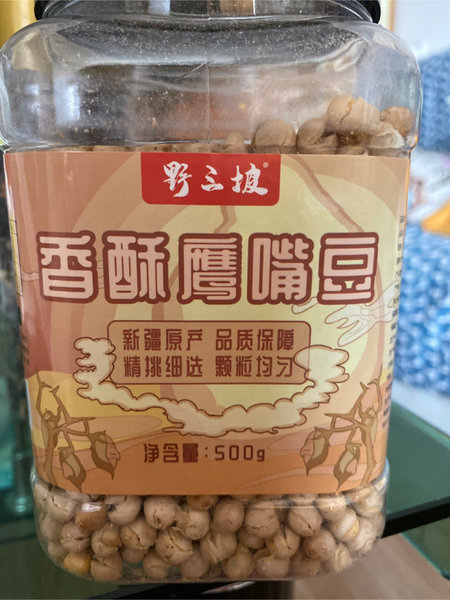 野三坡®
香酥鹰嘴豆
新疆原产 品质保障
精挑细选 颗粒均匀
净含量：500g